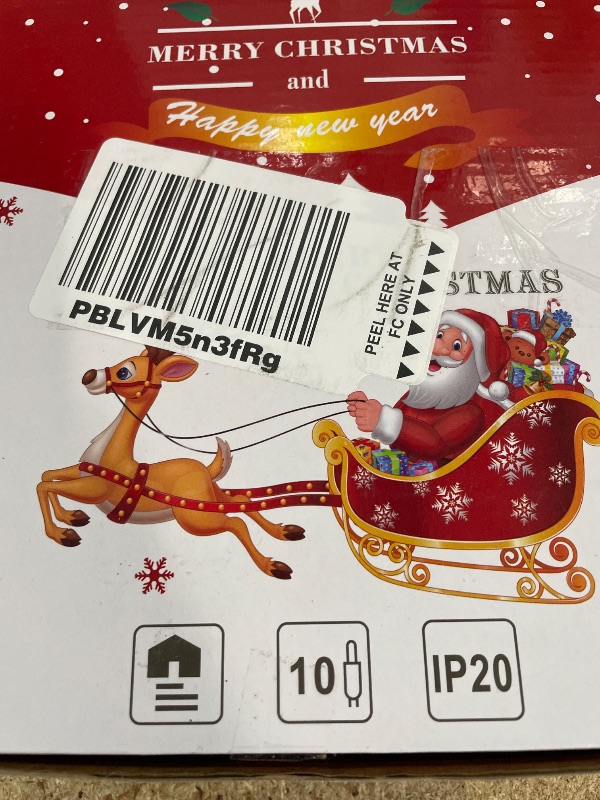 MERRY CHRISTMAS
and
Happy new year
PBLVM5n3fRg
PEEL HERE AT
FC ONLY
STMAS
10
IP20